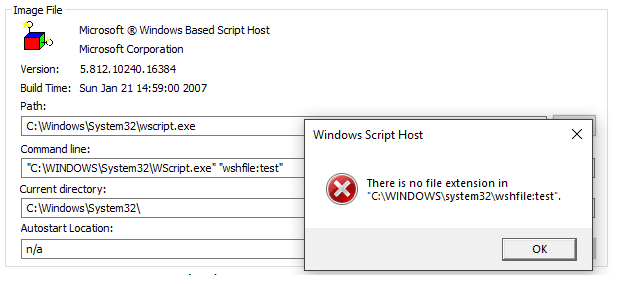 Image File
Microsoft ® Windows Based Script Host
Microsoft Corporation
Version: 5.812.10240.16384
Build Time: Sun Jan 21 14:59:00 2007
Path:
C:\Windows\System32\wscript.exe
Command line:
"C:\WINDOWS\System32\WScript.exe" "wshfile:test"
Current directory:
C:\Windows\System32\
Autostart Location:
n/a
Windows Script Host
There is no file extension in
"C:\WINDOWS\system32\wshfile:test".
OK